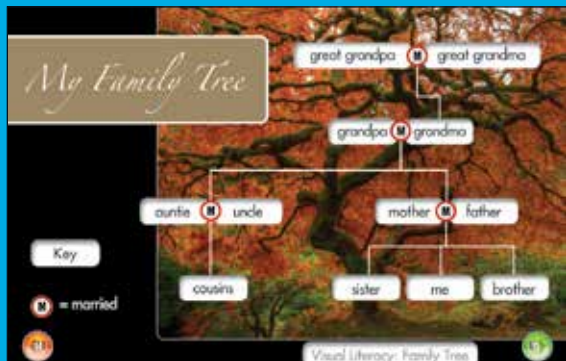 My Family Tree
great grandpa M great grandma
grandpa M grandma
auntie M uncle
mother M father
Key
cousins
sister
me
brother
M = married
Visual Literacy: Family Tree